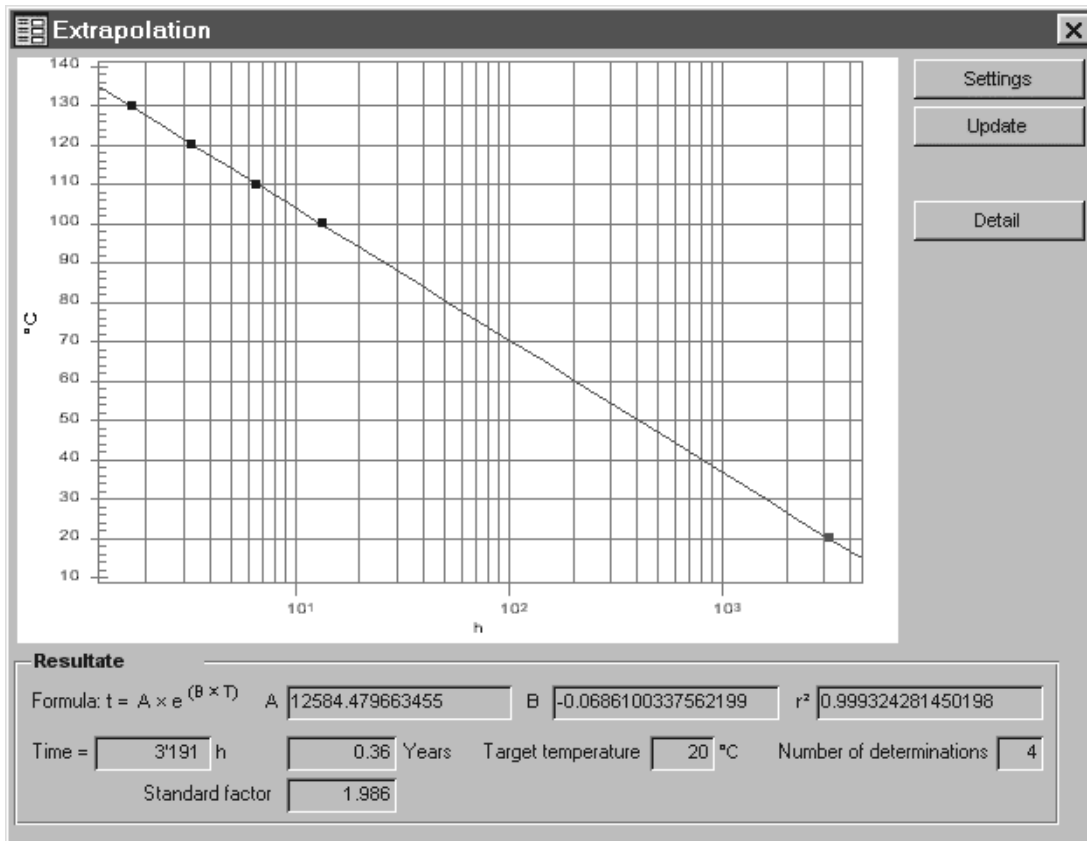 Extrapolation
Settings
Update
Detail
140
130
120
110
100
90
80
70
60
50
40
30
20
10
°C
10¹ 10² 10³
h
Resultate
Formula: t = A × e (B × T) A 12584.479663455 B -0.0686100337562199 r² 0.999324281450198
Time = 3'191 h 0.36 Years Target temperature 20 °C Number of determinations 4
Standard factor 1.986